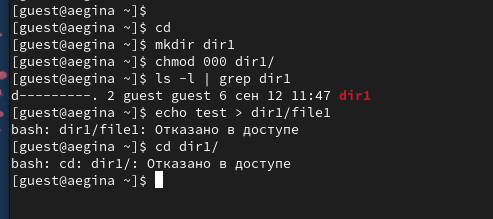 [guest@aegina ~]$
[guest@aegina ~]$ cd
[guest@aegina ~]$ mkdir dir1
[guest@aegina ~]$ chmod 000 dir1/
[guest@aegina ~]$ ls -l | grep dir1
d---------. 2 guest guest 6 сен 12 11:47 dir1
[guest@aegina ~]$ echo test > dir1/file1
bash: dir1/file1: Отказано в доступе
[guest@aegina ~]$ cd dir1/
bash: cd: dir1/: Отказано в доступе
[guest@aegina ~]$